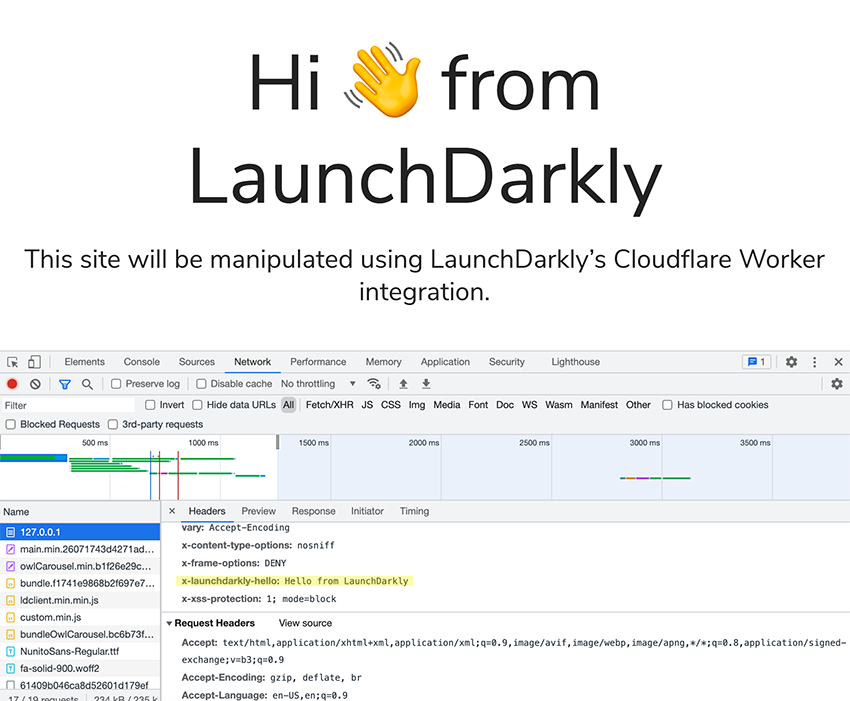 Hi 👋 from
LaunchDarkly
This site will be manipulated using LaunchDarkly’s Cloudflare Worker
integration.
Elements Console Sources Network Performance Memory Application Security Lighthouse 1
Preserve log Disable cache No throttling
Filter Invert Hide data URLs All Fetch/XHR JS CSS Img Media Font Doc WS Wasm Manifest Other Has blocked cookies
Blocked Requests 3rd-party requests
500 ms 1000 ms 1500 ms 2000 ms 2500 ms 3000 ms 3500 ms
Name
127.0.0.1
main.min.26071743d4271ad...
owlCarousel.min.b1f26e29c...
bundle.f1741e9868b2f697e7...
ldclient.min.min.js
custom.min.js
bundleOwlCarousel.bc6b73f...
NunitoSans-Regular.ttf
fa-solid-900.woff2
61409b046ca8d52601d179ef
17 / 19 requests 234 kB / 235 k
Headers Preview Response Initiator Timing
vary: Accept-Encoding
x-content-type-options: nosniff
x-frame-options: DENY
x-launchdarkly-hello: Hello from LaunchDarkly
x-xss-protection: 1; mode=block
Request Headers View source
Accept: text/html,application/xhtml+xml,application/xml;q=0.9,image/avif,image/webp,image/apng,*/*;q=0.8,application/signed-
exchange;v=b3;q=0.9
Accept-Encoding: gzip, deflate, br
Accept-Language: en-US,en;q=0.9